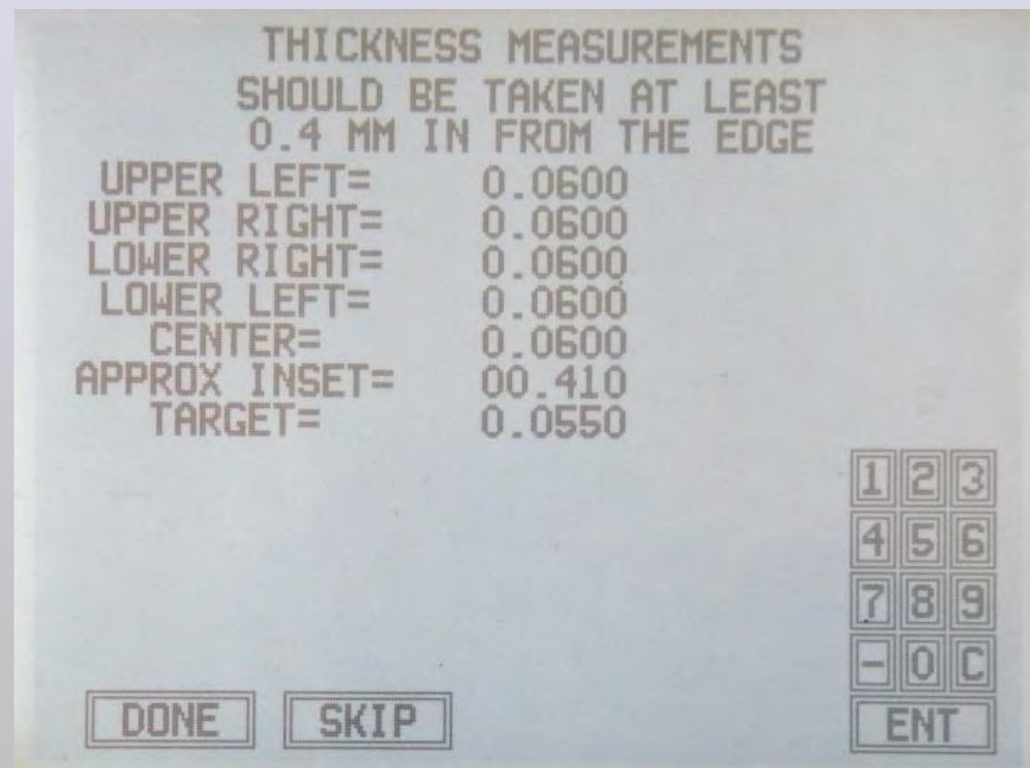 THICKNESS MEASUREMENTS
SHOULD BE TAKEN AT LEAST
0.4 MM IN FROM THE EDGE
UPPER LEFT= 0.0600
UPPER RIGHT= 0.0600
LOWER RIGHT= 0.0600
LOWER LEFT= 0.0600
CENTER= 0.0600
APPROX INSET= 00.410
TARGET= 0.0550
1 2 3
4 5 6
7 8 9
- 0 C
DONE SKIP ENT